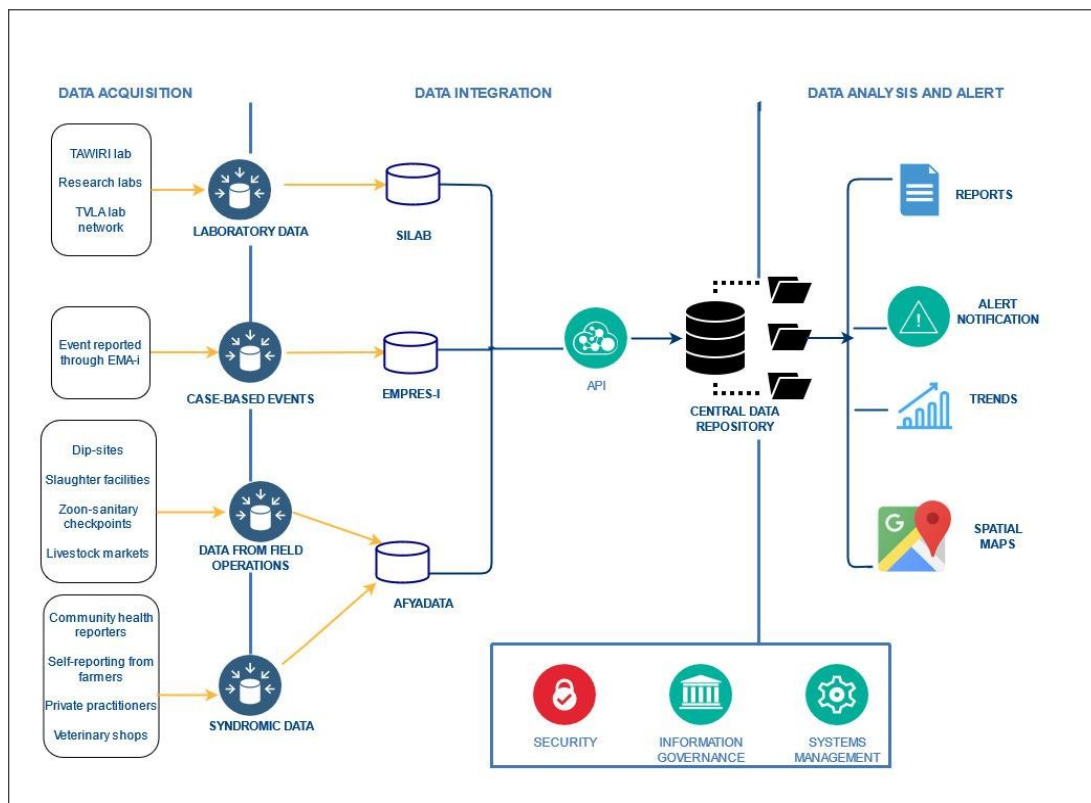 DATA ACQUISITION
DATA INTEGRATION
DATA ANALYSIS AND ALERT
TAWIRI lab
Research labs
TVLA lab
network
LABORATORY DATA
SILAB
REPORTS
Event reported
through EMA-i
CASE-BASED EVENTS
EMPRES-I
API
CENTRAL DATA
REPOSITORY
ALERT
NOTIFICATION
TRENDS
Dip-sites
Slaughter facilities
Zoon-sanitary
checkpoints
Livestock markets
DATA FROM FIELD
OPERATIONS
AFYADATA
G
SPATIAL
MAPS
Community health
reporters
Self-reporting from
farmers
Private practitioners
Veterinary shops
SYNDROMIC DATA
SECURITY
INFORMATION
GOVERNANCE
SYSTEMS
MANAGEMENT